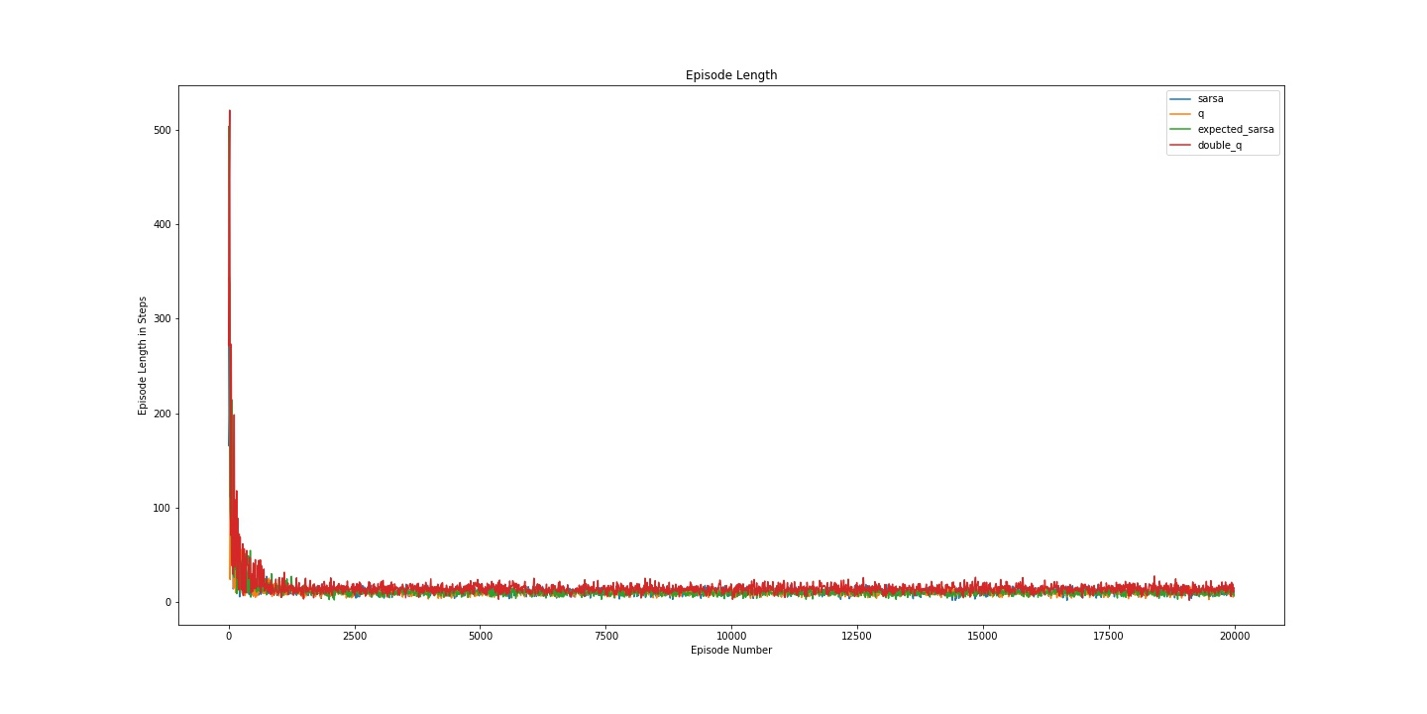 Episode Length
sarsa
q
expected_sarsa
double_q
Episode Length in Steps
500
400
300
200
100
0
0 2500 5000 7500 10000 12500 15000 17500 20000
Episode Number